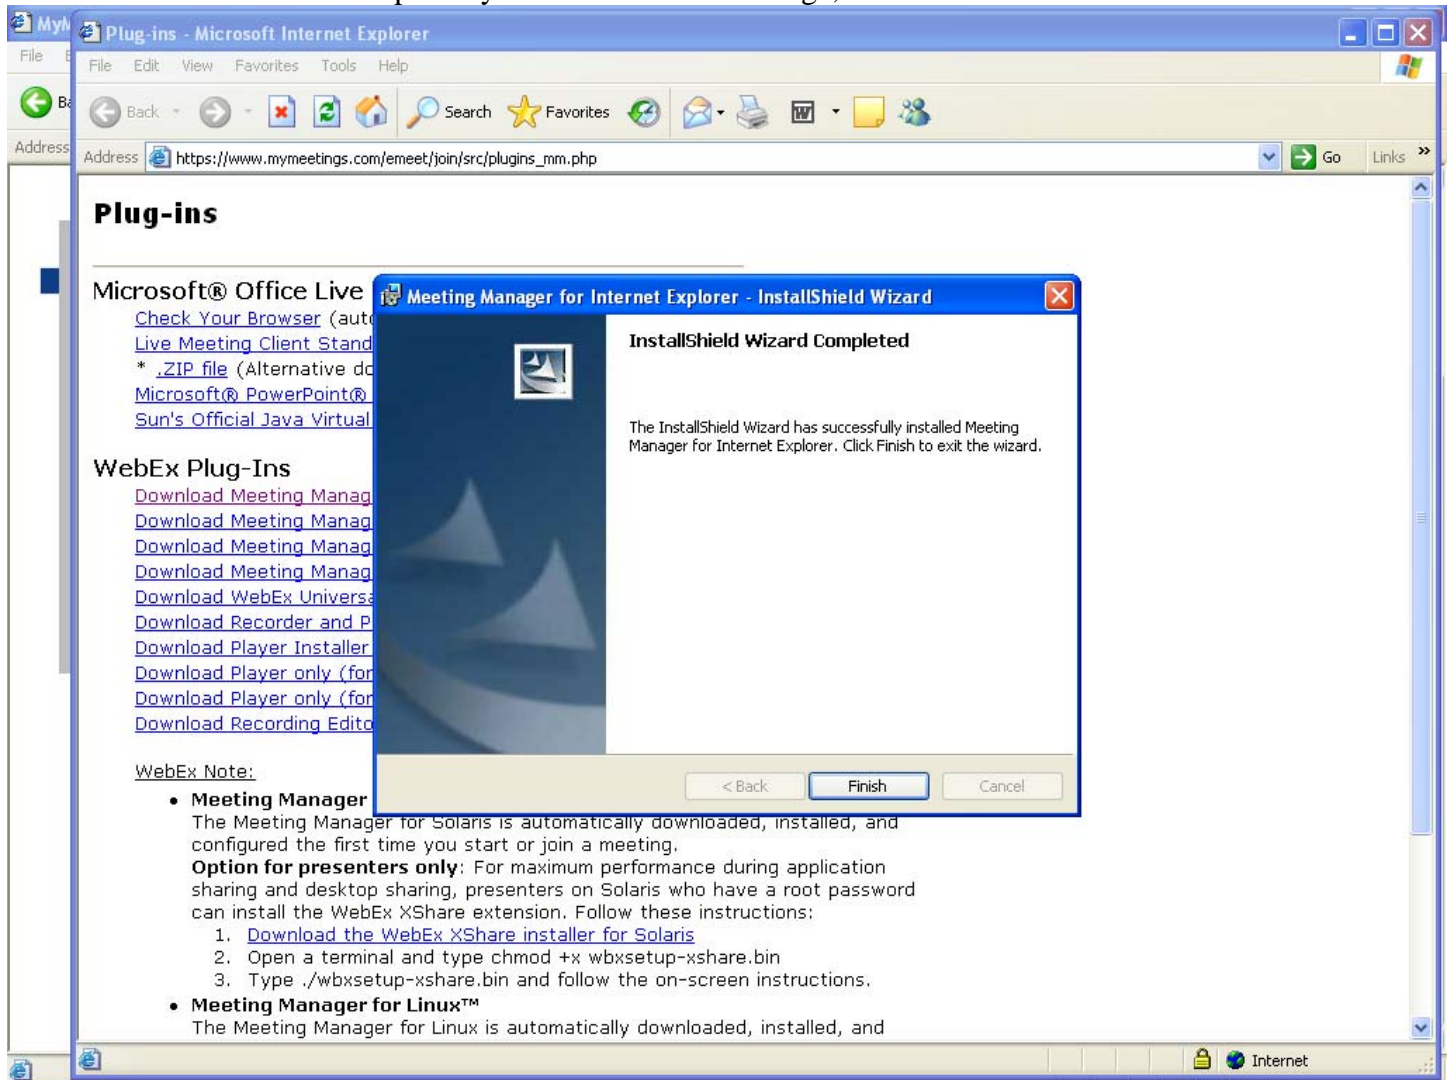 MyM
Plug-ins - Microsoft Internet Explorer
File
File Edit View Favorites Tools Help
Back Search Favorites
Address
Address https://www.mymeetings.com/emeet/join/src/plugins_mm.php Go Links »
Plug-ins
Microsoft® Office Live
Check Your Browser (auto
Live Meeting Client Stand
* .ZIP file (Alternative do
Microsoft® PowerPoint®
Sun's Official Java Virtual
WebEx Plug-Ins
Download Meeting Manag
Download Meeting Manag
Download Meeting Manag
Download Meeting Manag
Download WebEx Universa
Download Recorder and P
Download Player Installer
Download Player only (for
Download Player only (for
Download Recording Edito
Meeting Manager for Internet Explorer - InstallShield Wizard
InstallShield Wizard Completed
The InstallShield Wizard has successfully installed Meeting
Manager for Internet Explorer. Click Finish to exit the wizard.
< Back Finish Cancel
WebEx Note:
• Meeting Manager
The Meeting Manager for Solaris is automatically downloaded, installed, and
configured the first time you start or join a meeting.
Option for presenters only: For maximum performance during application
sharing and desktop sharing, presenters on Solaris who have a root password
can install the WebEx XShare extension. Follow these instructions:
1. Download the WebEx XShare installer for Solaris
2. Open a terminal and type chmod +x wbxsetup-xshare.bin
3. Type ./wbxsetup-xshare.bin and follow the on-screen instructions.
• Meeting Manager for Linux™
The Meeting Manager for Linux is automatically downloaded, installed, and
Internet